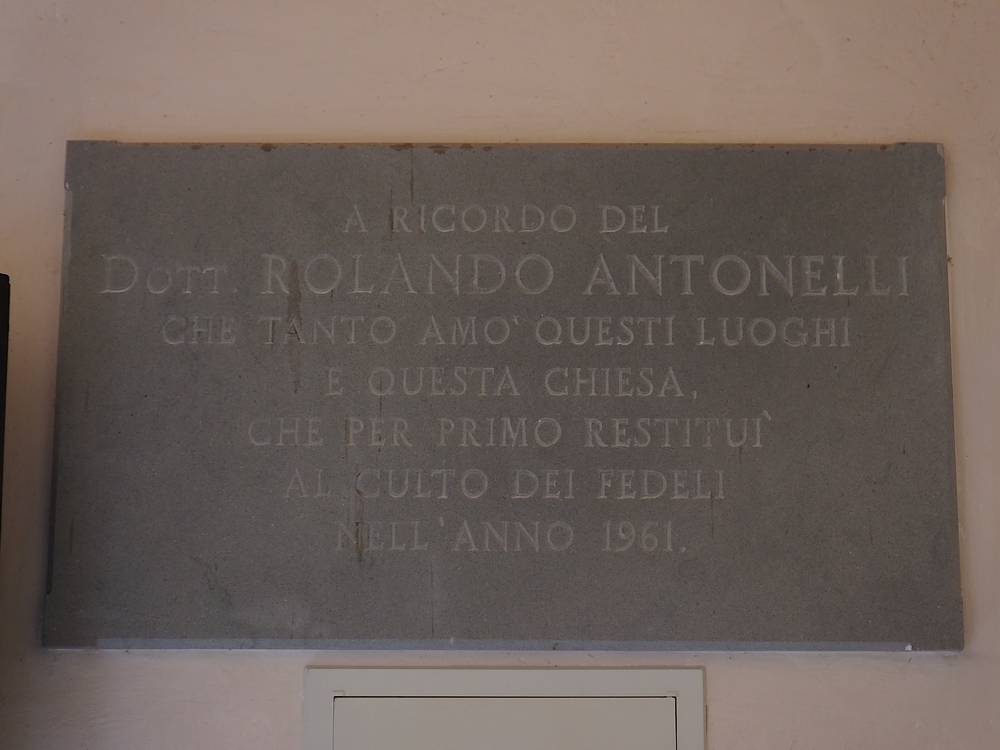 A RICORDO DEL
DOTT. ROLANDO ANTONELLI
CHE TANTO AMO' QUESTI LUOGHI
E QUESTA CHIESA,
CHE PER PRIMO RESTITUI'
AL CULTO DEI FEDELI
NELL'ANNO 1961.